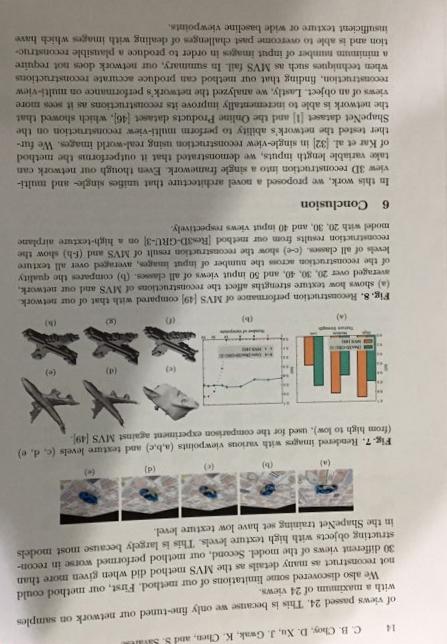 14 C. B. Choy, D. Xu, J. Gwak, K. Chen, and S. Savarese
of views passed 24. This is because we only fine-tuned our network on samples
with a maximum of 24 views.
We also discovered some limitations of our method. First, our method could
not reconstruct as many details as the MVS method did when given more than
30 different views of the model. Second, our method performed worse in recon-
structing objects with high texture levels. This is largely because most models
in the ShapeNet training set have low texture level.
(a) (b) (c) (d) (e)
Fig. 7. Rendered images with various viewpoints (a,b,c) and texture levels (c, d, e)
(from high to low), used for the comparison experiment against MVS [49].
(a) (b)
(c) (d) (e)
(f) (g) (h)
Fig. 8. Reconstruction performance of MVS [49] compared with that of our network.
(a) shows how texture strengths affect the reconstructions of MVS and our network,
averaged over 20, 30, 40, and 50 input views of all classes. (b) compares the quality
of the reconstruction across the number of input images, averaged over all texture
levels of all classes. (c-e) show the reconstruction result of MVS and (f-h) show the
reconstruction results from our method [Res3D-GRU-3] on a high-texture airplane
model with 20, 30, and 40 input views respectively.
6 Conclusion
In this work, we proposed a novel architecture that unifies single- and multi-
view 3D reconstruction into a single framework. Even though our network can
take variable length inputs, we demonstrated that it outperforms the method
of Kar et al. [32] in single-view reconstruction using real-world images. We fur-
ther tested the network's ability to perform multi-view reconstruction on the
ShapeNet dataset [1] and the Online Products dataset [46], which showed that
the network is able to incrementally improve its reconstructions as it sees more
views of an object. Lastly, we analyzed the network's performance on multi-view
reconstruction, finding that our method can produce accurate reconstructions
when techniques such as MVS fail. In summary, our network does not require
a minimum number of input images in order to produce a plausible reconstruc-
tion and is able to overcome past challenges of dealing with images which have
insufficient texture or wide baseline viewpoints.